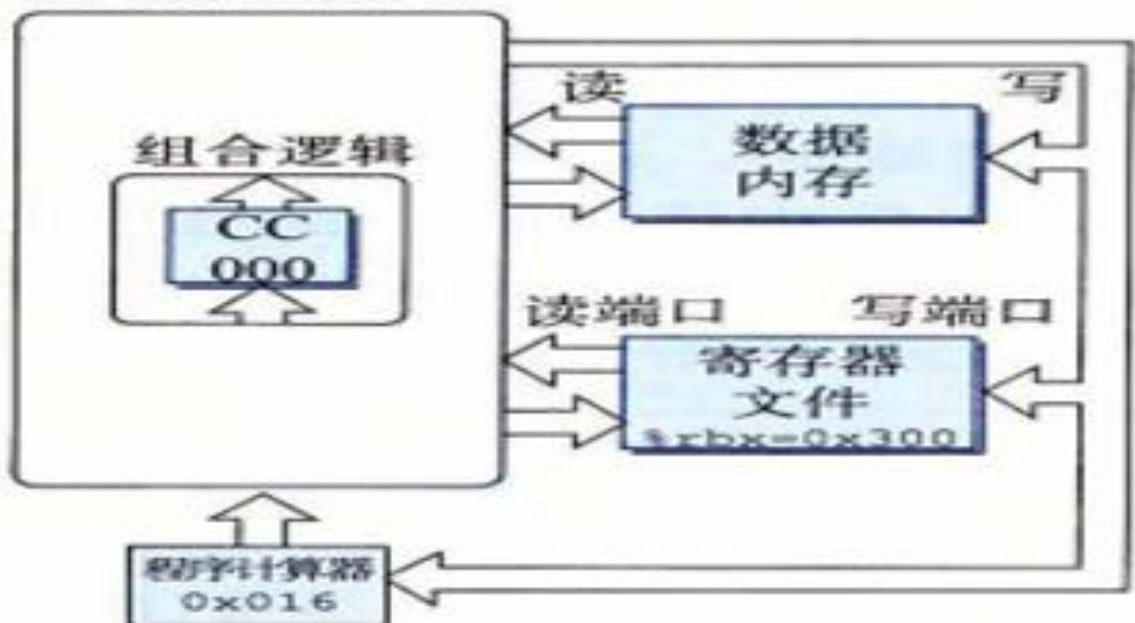 读
写
组合逻辑
数据
内存
CC
000
读端口
写端口
寄存器
文件
%rbx=0x300
程序计算器
0x016